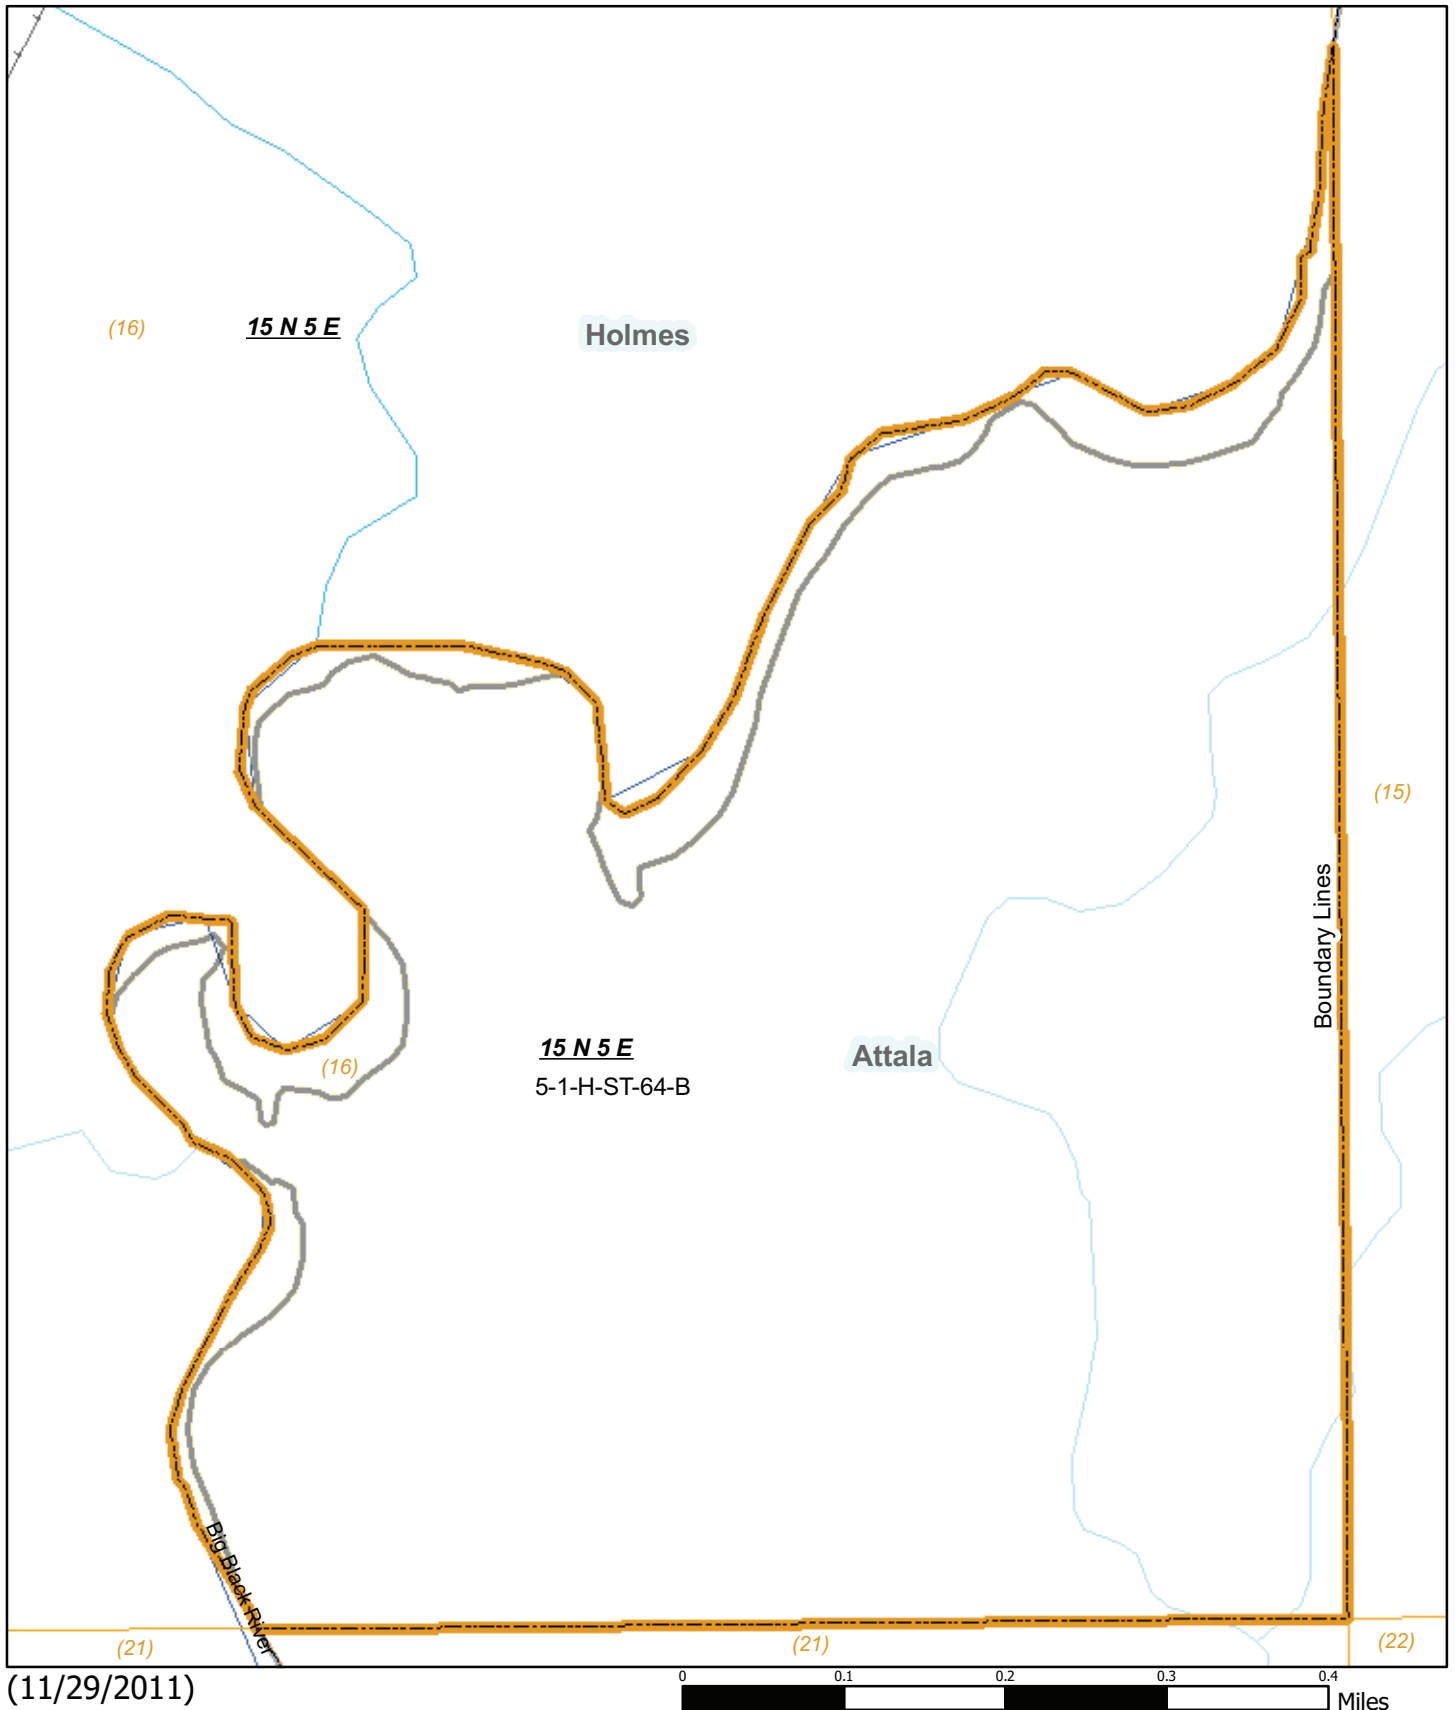 (16)
15 N 5 E
Holmes
(15)
Boundary Lines
15 N 5 E
Attala
(16)
5-1-H-ST-64-B
Big Black River
(21)
(21)
(22)
(11/29/2011)
0 0.1 0.2 0.3 0.4
Miles